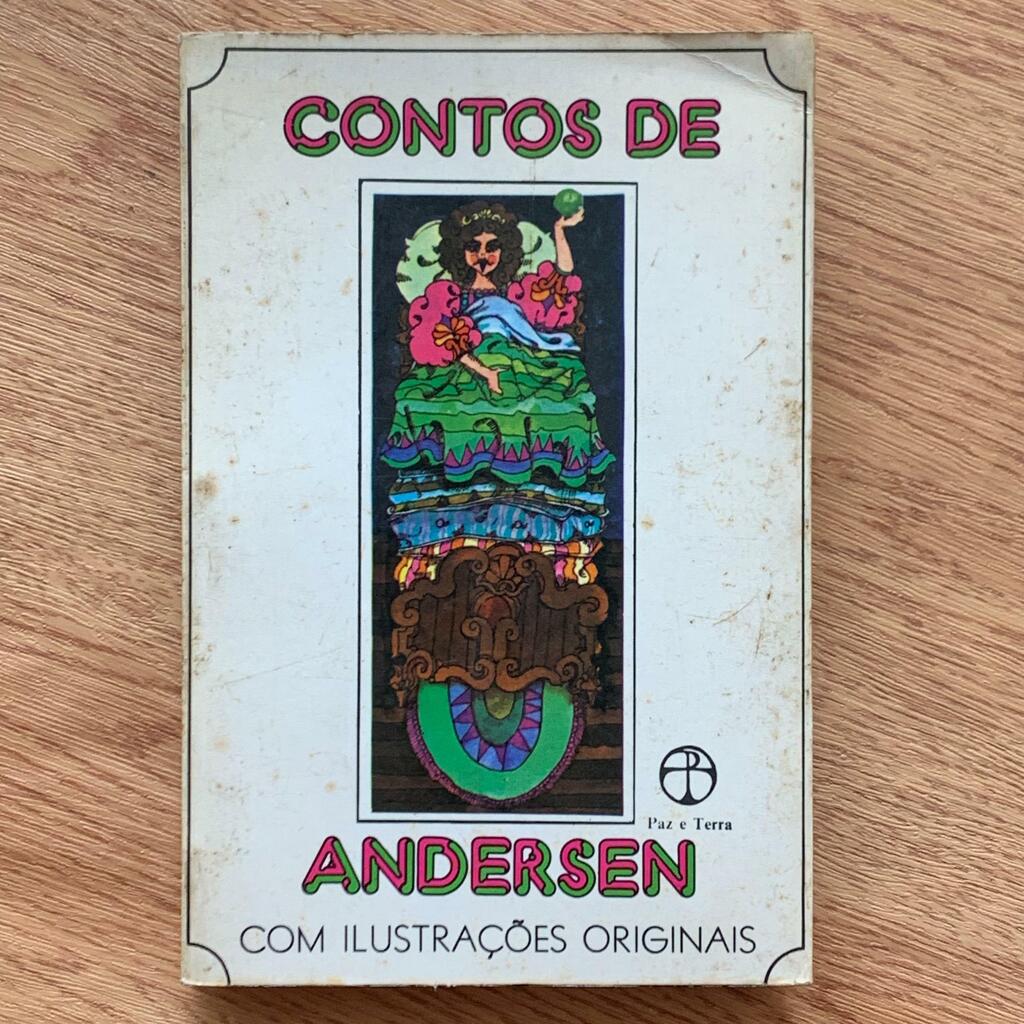 CONTOS DE
Paz e Terra
ANDERSEN
COM ILUSTRAÇÕES ORIGINAIS